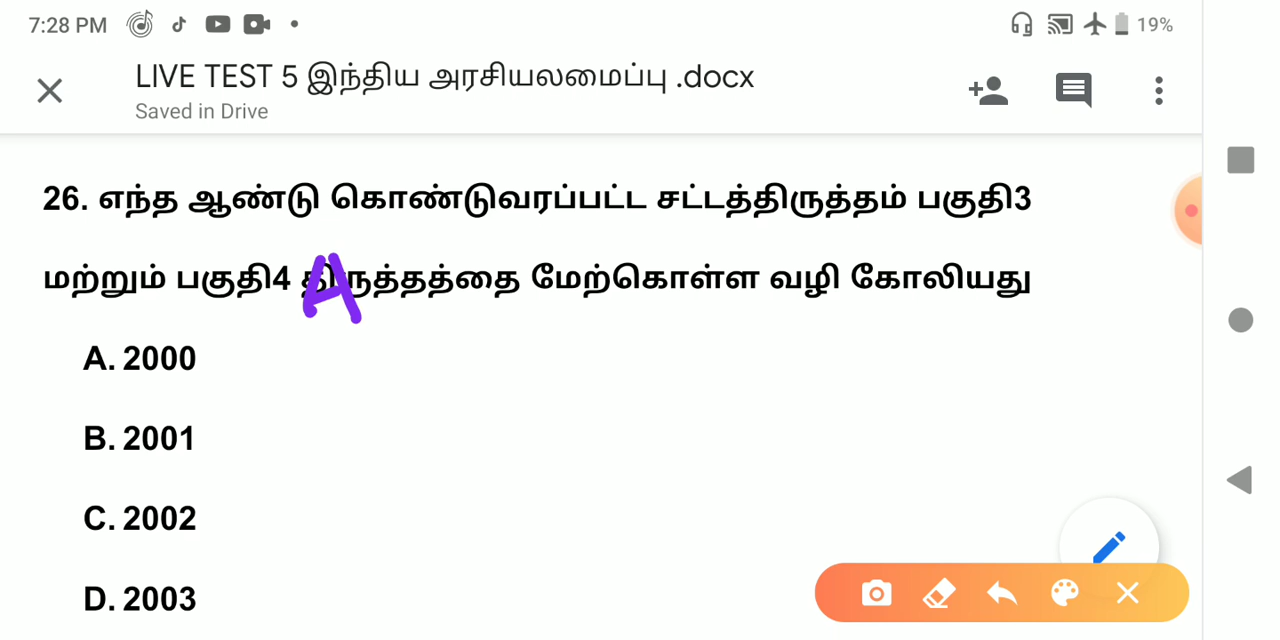 7:28 PM
19%
LIVE TEST 5 இந்திய அரசியலமைப்பு .docx
Saved in Drive
26. எந்த ஆண்டு கொண்டுவரப்பட்ட சட்டத்திருத்தம் பகுதி3
மற்றும் பகுதி4 திருத்தத்தை மேற்கொள்ள வழி கோலியது
A
A. 2000
B. 2001
C. 2002
D. 2003